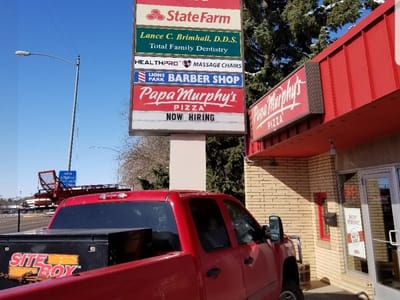 StateFarm
Lance C. Brimhall, D.D.S.
Total Family Dentistry
HEALTHPRO MASSAGE CHAIRS
LIONS PARK BARBER SHOP
Papa Murphy's
PIZZA
NOW HIRING
Papa Murphy's
PIZZA
SITE
BOX